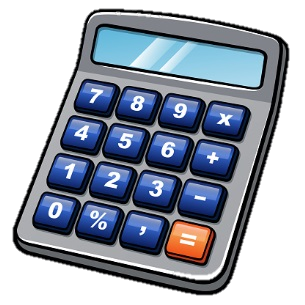 7 8 9 x
4 5 6 +
1 2 3 -
0 % , =